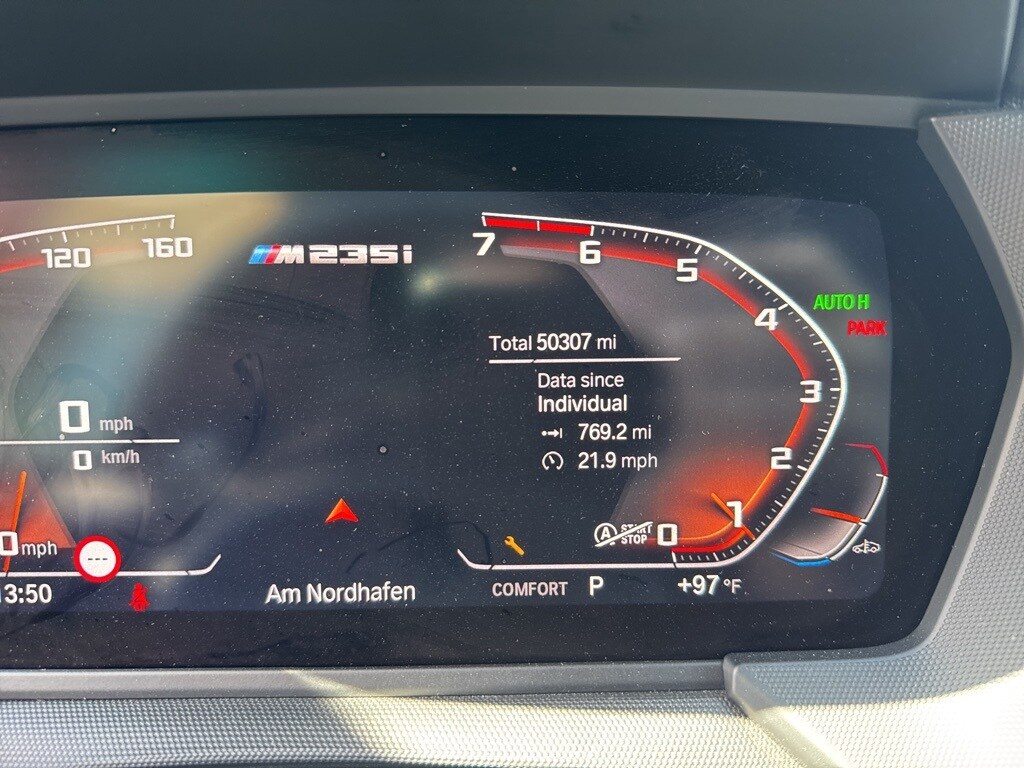 120
160
M235i
7
6
5
4
3
2
1
0
AUTO H
PARK
Total 50307 mi
Data since
Individual
769.2 mi
21.9 mph
0 mph
0 km/h
0 mph
---
A START
STOP
3:50
Am Nordhafen
COMFORT
P
+97 °F